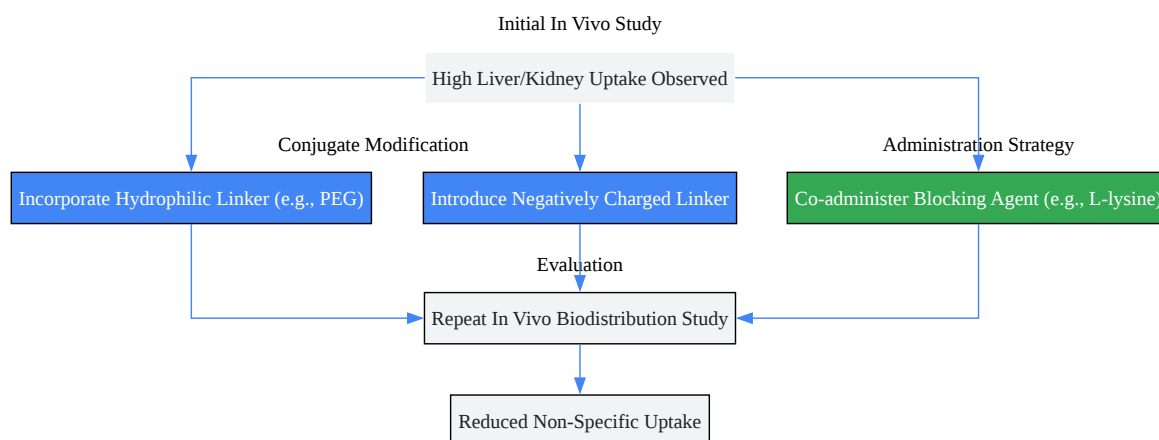 Initial In Vivo Study
High Liver/Kidney Uptake Observed
Conjugate Modification
Administration Strategy
Incorporate Hydrophilic Linker (e.g., PEG)
Introduce Negatively Charged Linker
Co-administer Blocking Agent (e.g., L-lysine)
Evaluation
Repeat In Vivo Biodistribution Study
Reduced Non-Specific Uptake